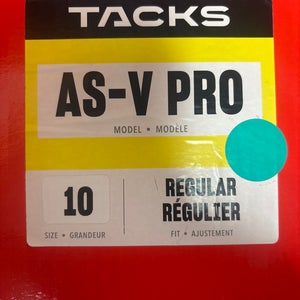 TACKS
AS-V PRO
MODEL • MODÈLE
10
SIZE • GRANDEUR
REGULAR
RÉGULIER
FIT • AJUSTEMENT